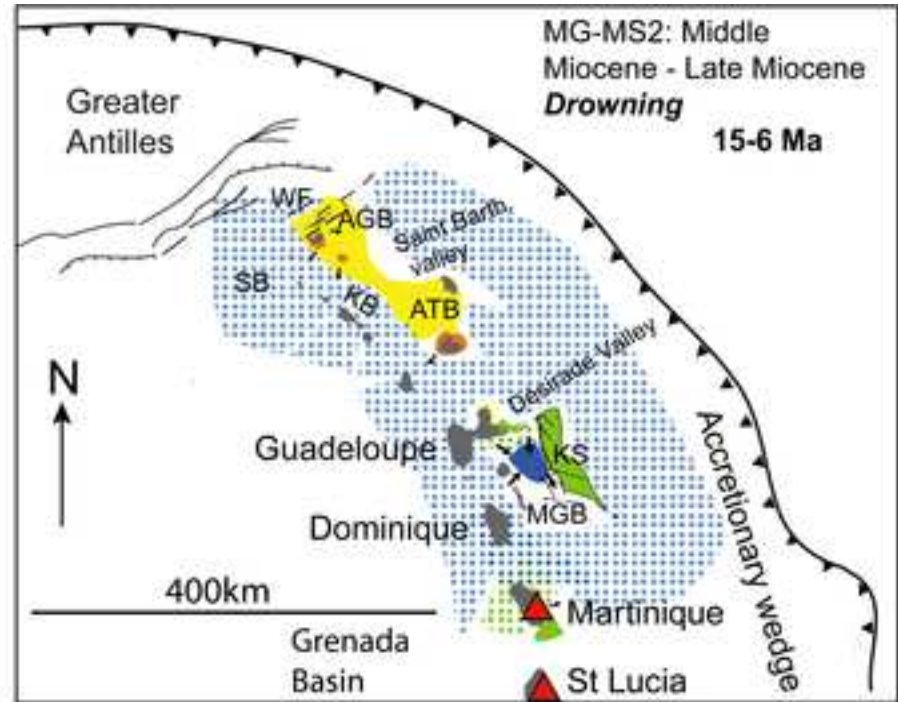 MG-MS2: Middle
Miocene - Late Miocene
Drowning
15-6 Ma
Greater
Antilles
WF
AGB
Saint Barth.
valley
SB
KB
ATB
N
Désirade Valley
Guadeloupe
KS
MGB
Dominique
Accretionary wedge
400km
Martinique
Grenada
Basin
St Lucia